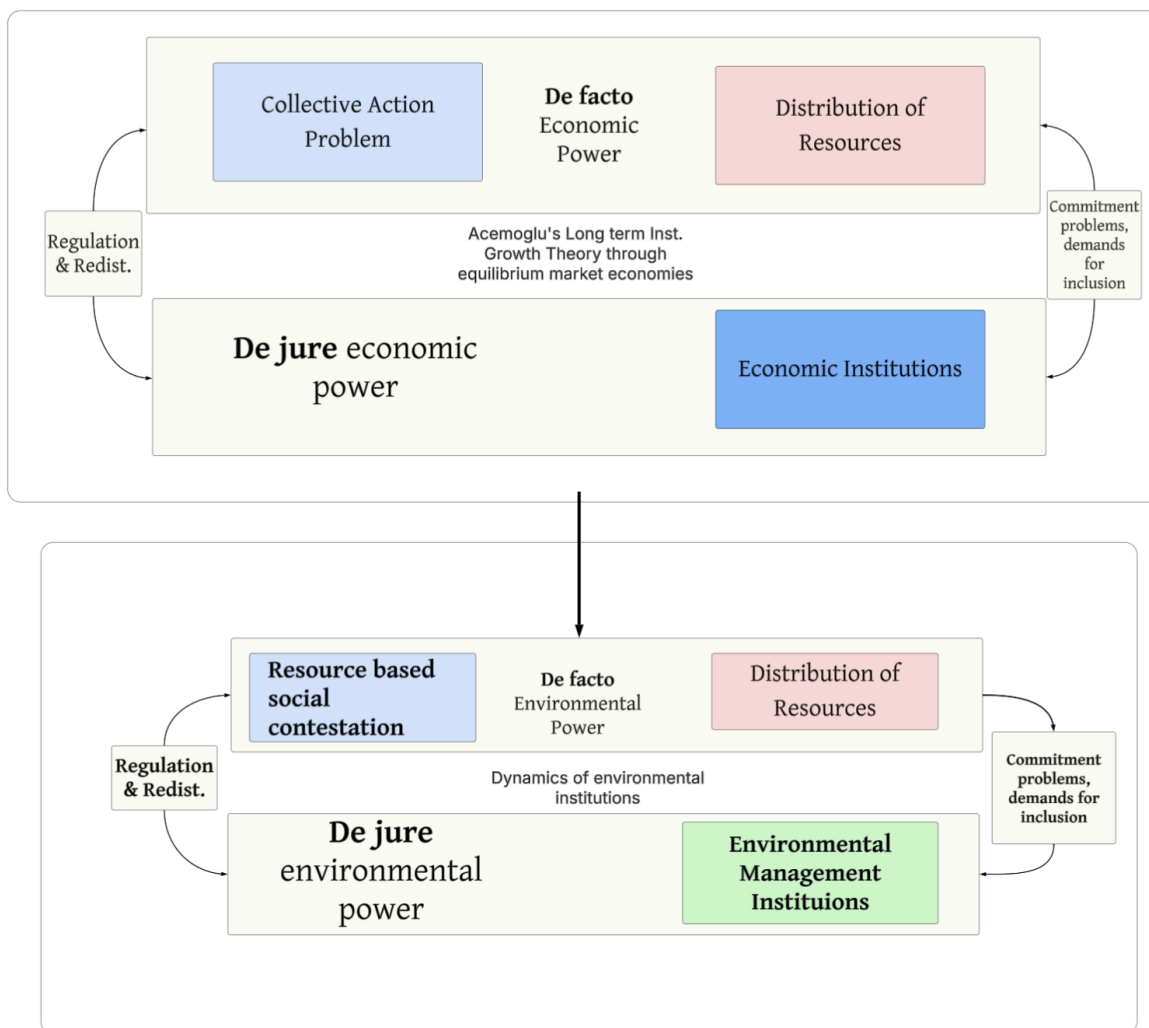 Collective Action
Problem
De facto
Economic
Power
Distribution of
Resources
Regulation
& Redist.
Acemoglu's Long term Inst.
Growth Theory through
equilibrium market economies
Commitment
problems,
demands
for
inclusion
De jure economic
power
Economic Institutions
Resource based
social
contestation
De facto
Environmental
Power
Distribution of
Resources
Regulation
& Redist.
Dynamics of environmental
institutions
Commitment
problems,
demands for
inclusion
De jure
environmental
power
Environmental
Management
Instituions